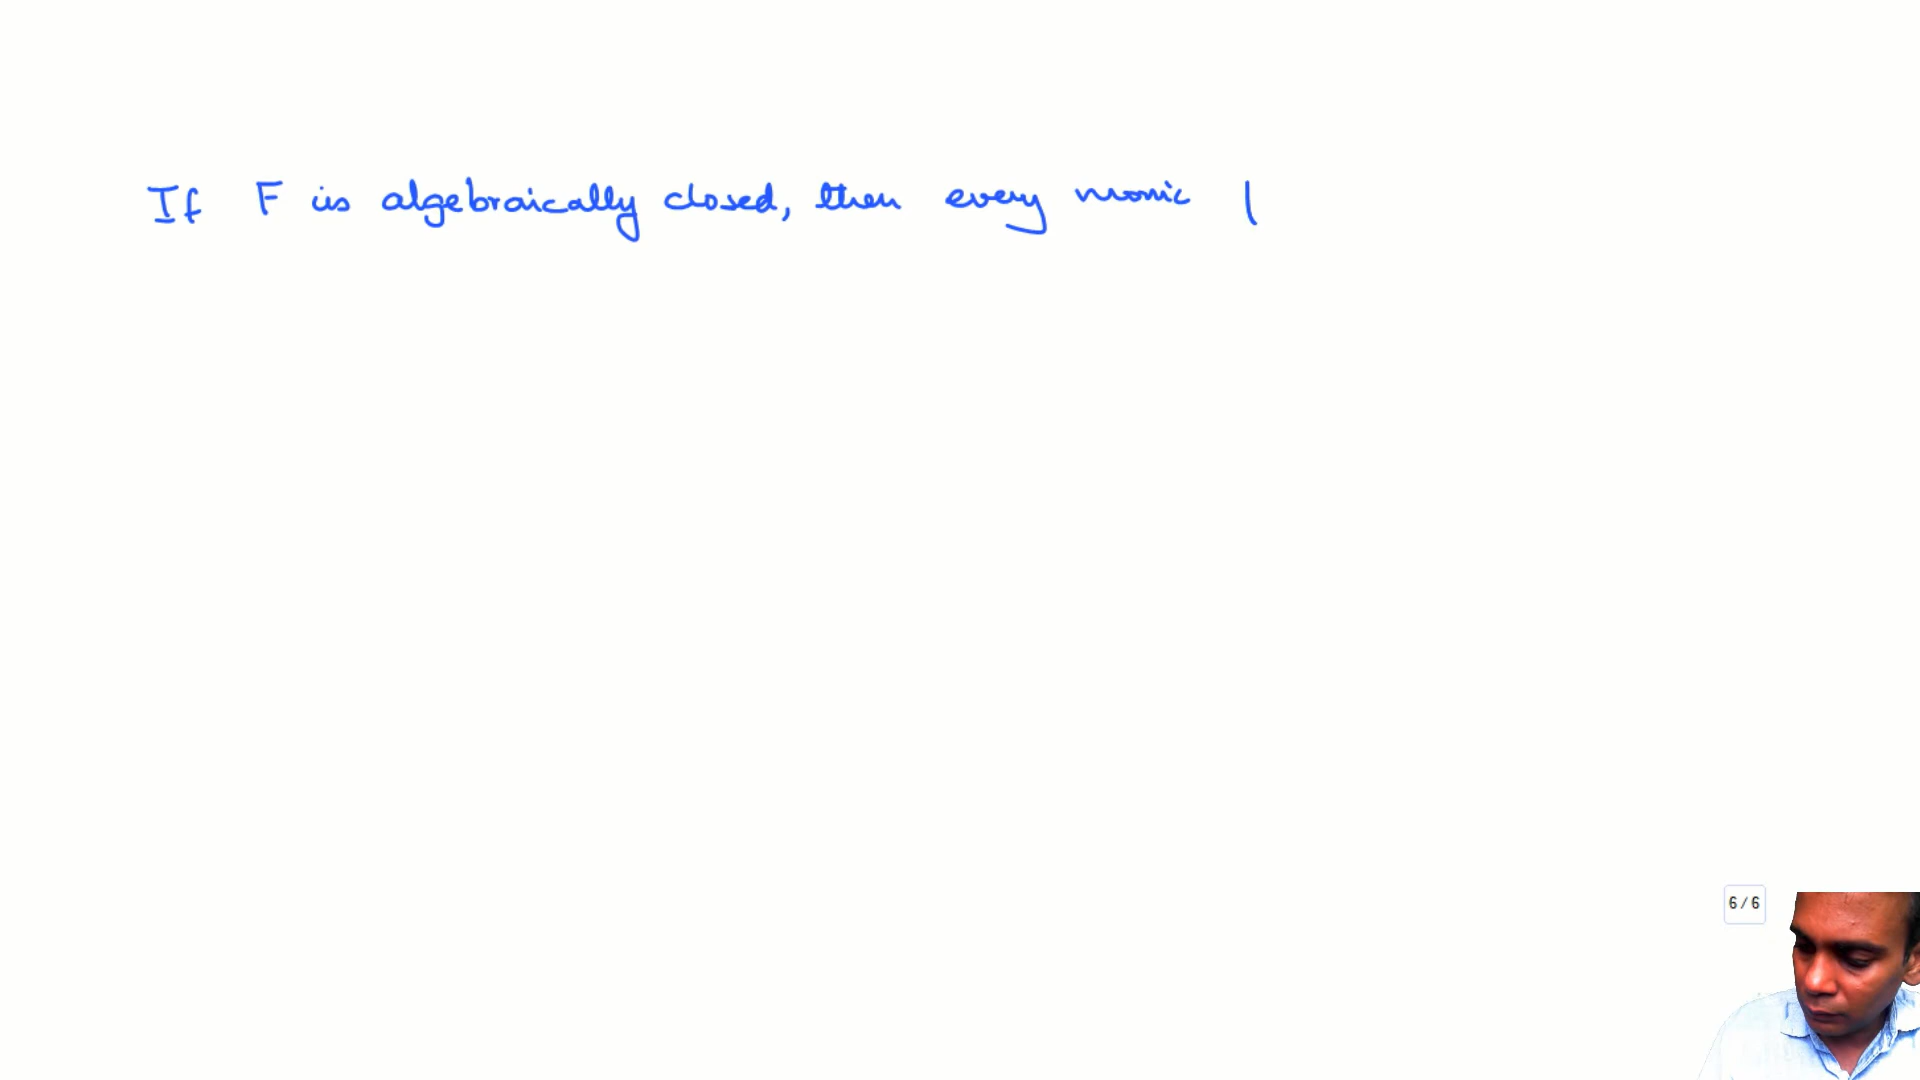 If F is algebraically closed, then every monic
6/6